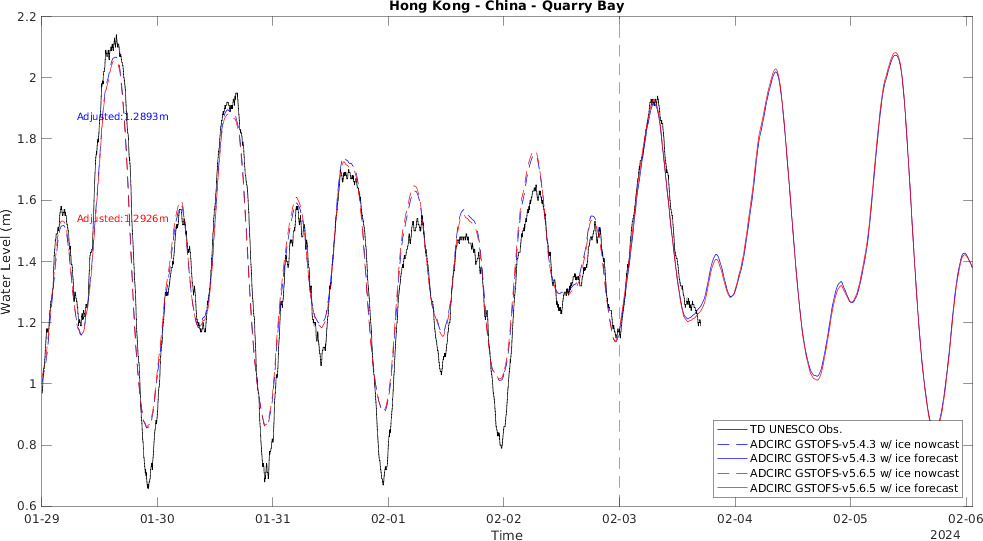 Hong Kong - China - Quarry Bay
2.2
2
1.8
1.6
1.4
1.2
1
0.8
0.6
Water Level (m)
Adjusted:1.2893m
Adjusted:1.2926m
TD UNESCO Obs.
ADCIRC GSTOFS-v5.4.3 w/ ice nowcast
ADCIRC GSTOFS-v5.4.3 w/ ice forecast
ADCIRC GSTOFS-v5.6.5 w/ ice nowcast
ADCIRC GSTOFS-v5.6.5 w/ ice forecast
01-29 01-30 01-31 02-01 02-02 02-03 02-04 02-05 02-06
Time
2024